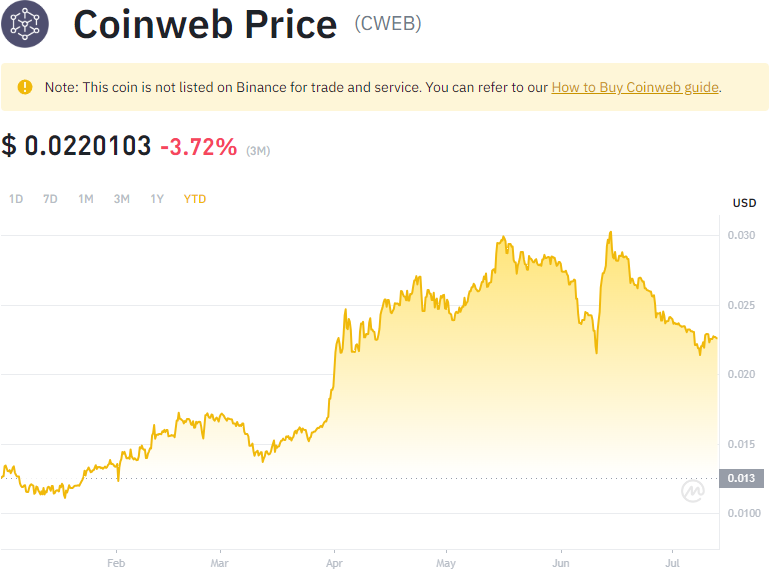 Coinweb Price (CWEB)
Note: This coin is not listed on Binance for trade and service. You can refer to our How to Buy Coinweb guide.
$ 0.0220103 -3.72% (3M)
1D 7D 1M 3M 1Y YTD
USD
0.030
0.025
0.020
0.015
0.013
0.0100
Feb Mar Apr May Jun Jul